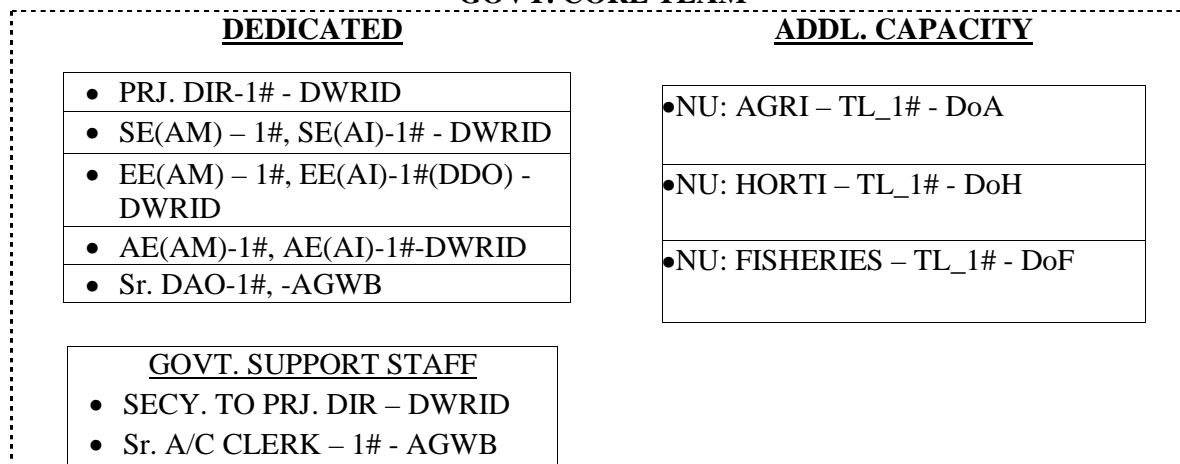 GOVT. CORE TEAM
DEDICATED
• PRJ. DIR-1# - DWRID
• SE(AM) – 1#, SE(AI)-1# - DWRID
• EE(AM) – 1#, EE(AI)-1#(DDO) -
DWRID
• AE(AM)-1#, AE(AI)-1#-DWRID
• Sr. DAO-1#, -AGWB
GOVT. SUPPORT STAFF
• SECY. TO PRJ. DIR – DWRID
• Sr. A/C CLERK – 1# - AGWB
ADDL. CAPACITY
•NU: AGRI – TL_1# - DoA
•NU: HORTI – TL_1# - DoH
•NU: FISHERIES – TL_1# - DoF